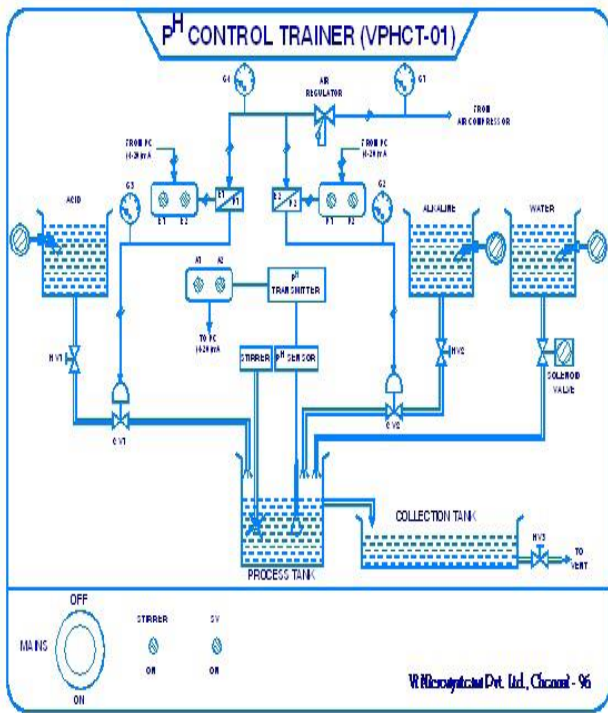 pH CONTROL TRAINER (VPHCT-01)
G4
AIR
REGULATOR
G1
FROM
AIR COMPRESSOR
FROM PC
(4-20)mA
FROM PC
(4-20)mA
ACID
G3
E1
E2
E1
P1
E2
P2
P1
P2
G2
ALKALINE
WATER
A1
A2
pH
TRANSMITTER
TO PC
(4-20)mA
HV1
STIRRER
pH SENSOR
HV2
SOLENOID
VALVE
CV1
CV2
COLLECTION TANK
HV3
TO
VENT
PROCESS TANK
OFF
MAINS
ON
STIRRER
ON
SV
ON
Pvt. Ltd., Chennai - 96